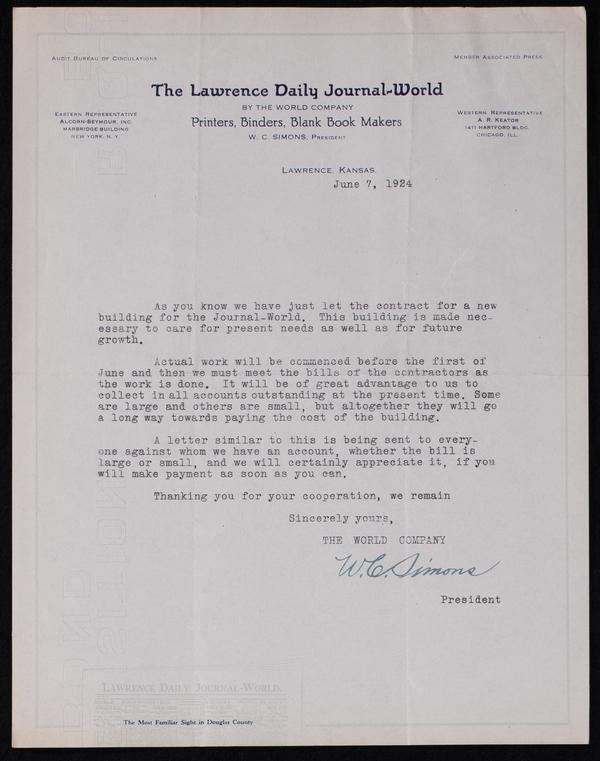 AUDIT BUREAU OF CIRCULATIONS
MEMBER ASSOCIATED PRESS
The Lawrence Daily Journal-World
BY THE WORLD COMPANY
Printers, Binders, Blank Book Makers
W. C. SIMONS, PRESIDENT
EASTERN REPRESENTATIVE
ALCORN-SEYMOUR, INC.
MARBRIDGE BUILDING
NEW YORK, N. Y.
WESTERN REPRESENTATIVE
A. R. KEATOR
1411 HARTFORD BLDG.
CHICAGO, ILL.
LAWRENCE, KANSAS.
June 7, 1924
As you know we have just let the contract for a new
building for the Journal-World. This building is made nec-
essary to care for present needs as well as for future
growth.
Actual work will be commenced before the first of
June and then we must meet the bills of the contractors as
the work is done. It will be of great advantage to us to
collect in all accounts outstanding at the present time. Some
are large and others are small, but altogether they will go
a long way towards paying the cost of the building.
A letter similar to this is being sent to every-
one against whom we have an account, whether the bill is
large or small, and we will certainly appreciate it, if you
will make payment as soon as you can.
Thanking you for your cooperation, we remain
Sincerely yours,
THE WORLD COMPANY
W. C. Simons
President
LAWRENCE DAILY JOURNAL-WORLD.
The Most Familiar Sight in Douglas County